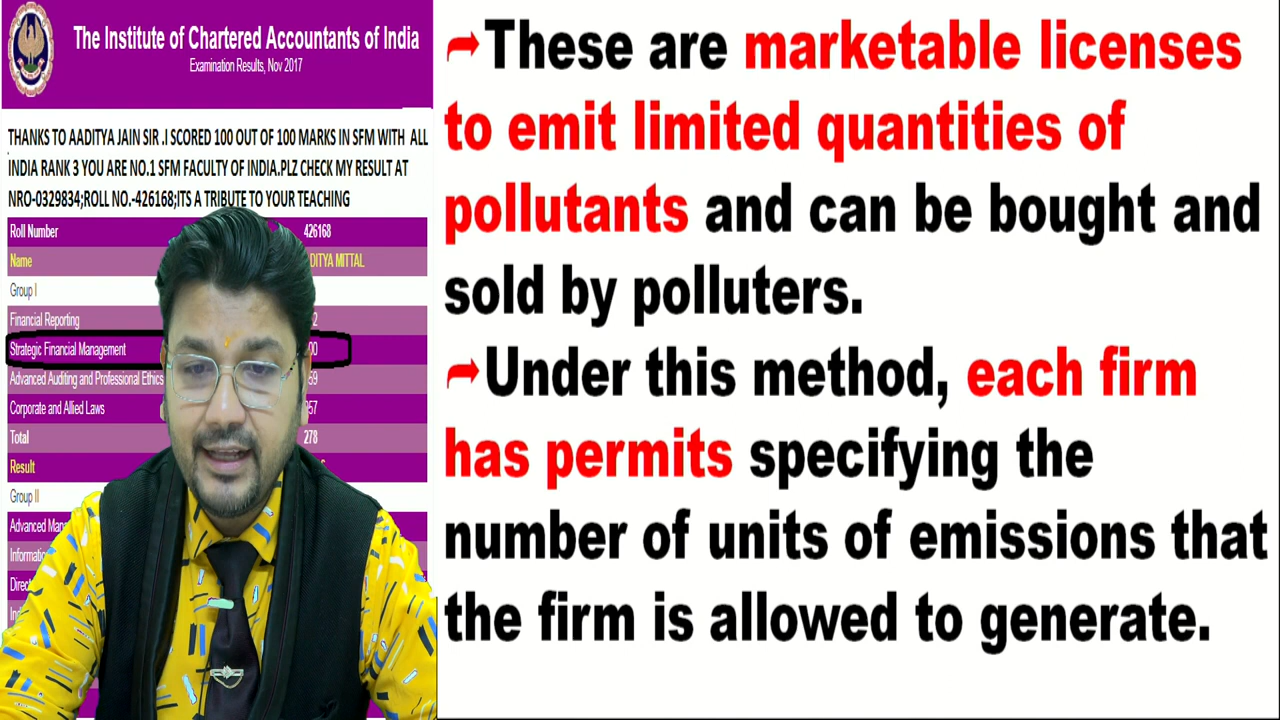 The Institute of Chartered Accountants of India
Examination Results, Nov 2017
THANKS TO AADITYA JAIN SIR .I SCORED 100 OUT OF 100 MARKS IN SFM WITH ALL
INDIA RANK 3 YOU ARE NO.1 SFM FACULTY OF INDIA.PLZ CHECK MY RESULT AT
NRO-0329834;ROLL NO.-426168;ITS A TRIBUTE TO YOUR TEACHING
Roll Number 426168
Name MITTAL
Group I
Financial Reporting
Strategic Financial Management
Advanced Auditing and Professional Ethics
Corporate and Allied Laws
Total 278
Result
Group II
Advanced
➦These are marketable licenses
to emit limited quantities of
pollutants and can be bought and
sold by polluters.
➦Under this method, each firm
has permits specifying the
number of units of emissions that
the firm is allowed to generate.